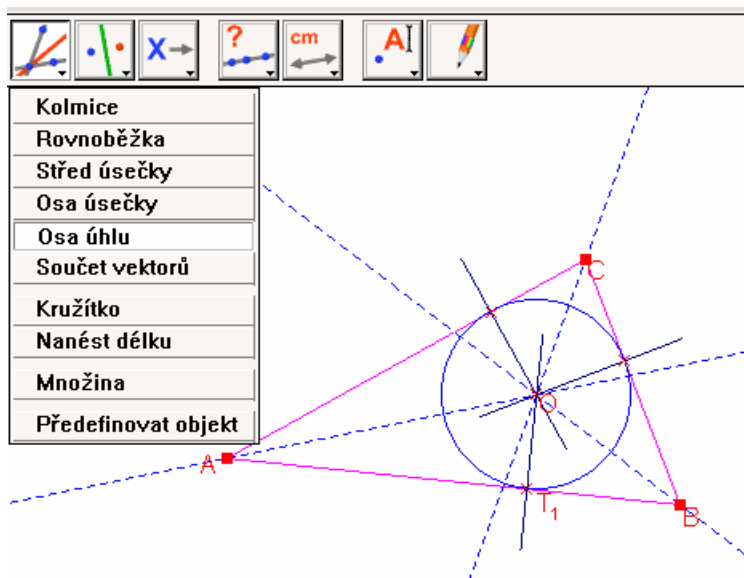 X
?
cm
A
Kolmice
Rovnoběžka
Střed úsečky
Osa úsečky
Osa úhlu
Součet vektorů
Kružítko
Nanést délku
Množina
Předefinovat objekt
C
O
A
T₁
B